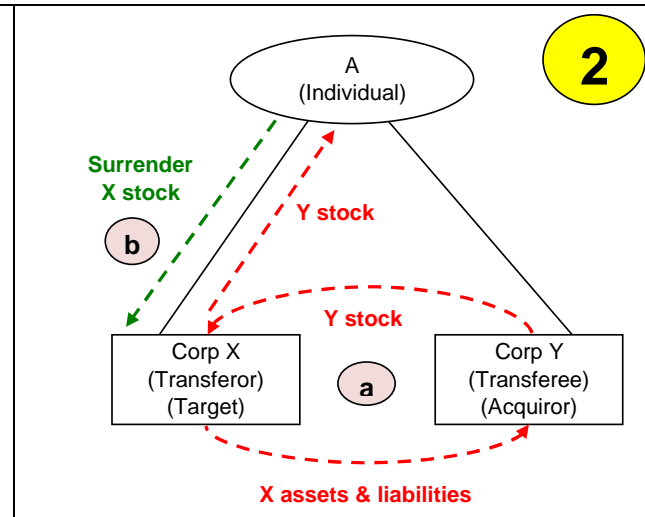 2
A
(Individual)
Surrender
X stock
b
Y stock
Y stock
Corp X
(Transferor)
(Target)
a
Corp Y
(Transferee)
(Acquiror)
X assets & liabilities